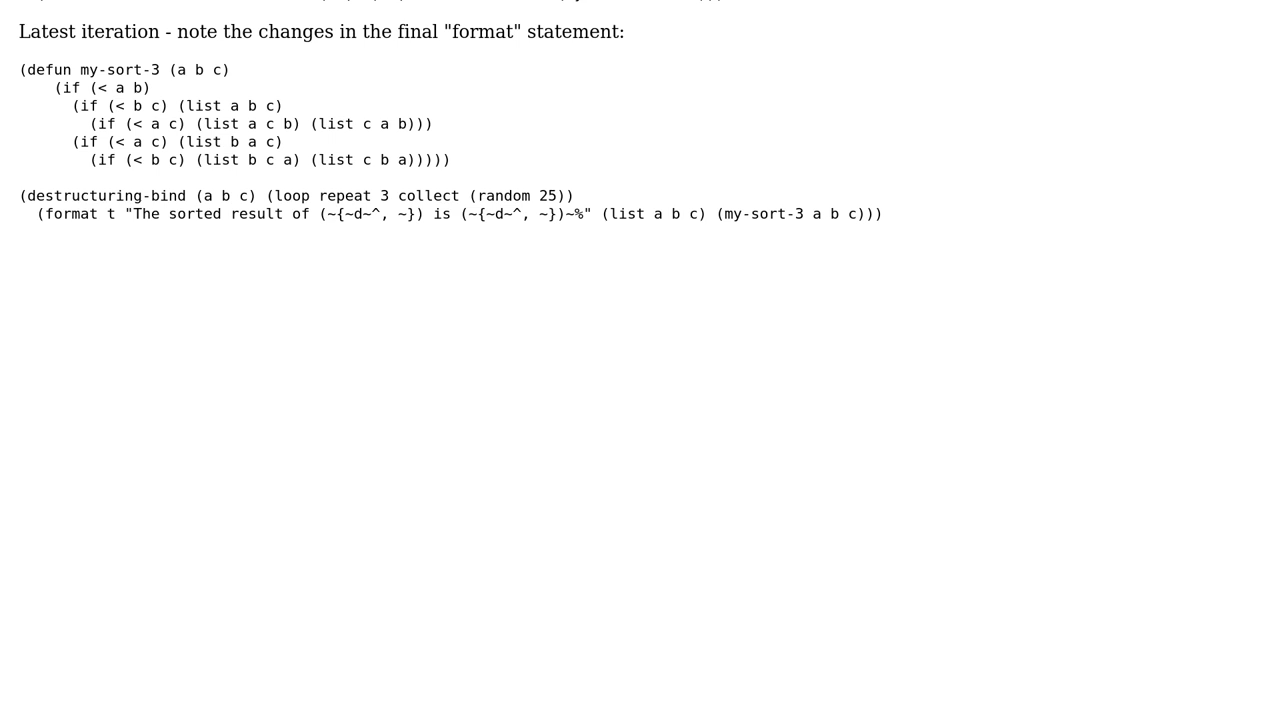 Latest iteration - note the changes in the final "format" statement:
(defun my-sort-3 (a b c)
    (if (< a b)
      (if (< b c) (list a b c)
        (if (< a c) (list a c b) (list c a b)))
      (if (< a c) (list b a c)
        (if (< b c) (list b c a) (list c b a)))))
(destructuring-bind (a b c) (loop repeat 3 collect (random 25))
  (format t "The sorted result of (~{~d~^, ~}) is (~{~d~^, ~})~%" (list a b c) (my-sort-3 a b c)))